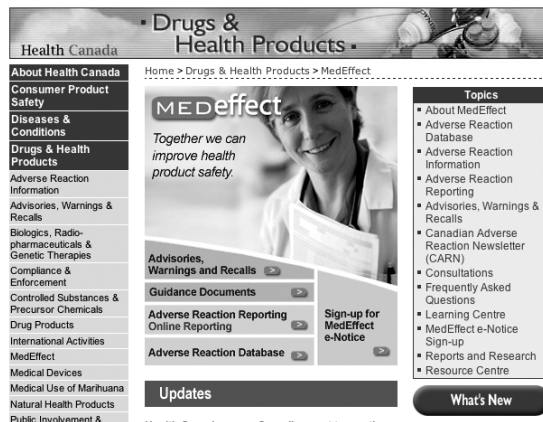 Health Canada
• Drugs &
Health Products •
About Health Canada
Consumer Product
Safety
Diseases &
Conditions
Drugs & Health
Products
Adverse Reaction
Information
Advisories, Warnings &
Recalls
Biologics, Radio-
pharmaceuticals &
Genetic Therapies
Compliance &
Enforcement
Controlled Substances &
Precursor Chemicals
Drug Products
International Activities
MedEffect
Medical Devices
Medical Use of Marihuana
Natural Health Products
Public Involvement &
Home > Drugs & Health Products > MedEffect
MEDeffect
Together we can
improve health
product safety.
Advisories,
Warnings and Recalls >
Guidance Documents >
Adverse Reaction Reporting
Online Reporting >
Adverse Reaction Database >
Sign-up for
MedEffect
e-Notice
>
Updates
Topics
▪ About MedEffect
▪ Adverse Reaction
Database
▪ Adverse Reaction
Information
▪ Adverse Reaction
Reporting
▪ Advisories, Warnings &
Recalls
▪ Canadian Adverse
Reaction Newsletter
(CARN)
▪ Consultations
▪ Frequently Asked
Questions
▪ Learning Centre
▪ MedEffect e-Notice
Sign-up
▪ Reports and Research
▪ Resource Centre
What's New